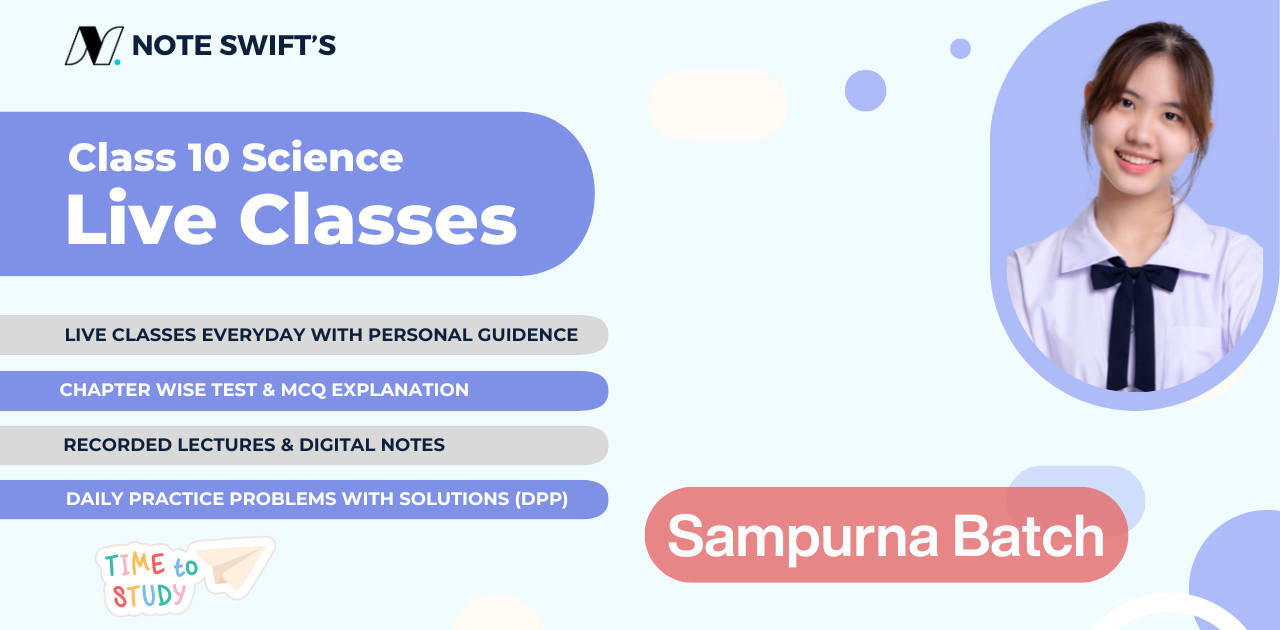 NOTE SWIFT'S
Class 10 Science
Live Classes
LIVE CLASSES EVERYDAY WITH PERSONAL GUIDENCE
CHAPTER WISE TEST & MCQ EXPLANATION
RECORDED LECTURES & DIGITAL NOTES
DAILY PRACTICE PROBLEMS WITH SOLUTIONS (DPP)
TIME to
STUDY
Sampurna Batch